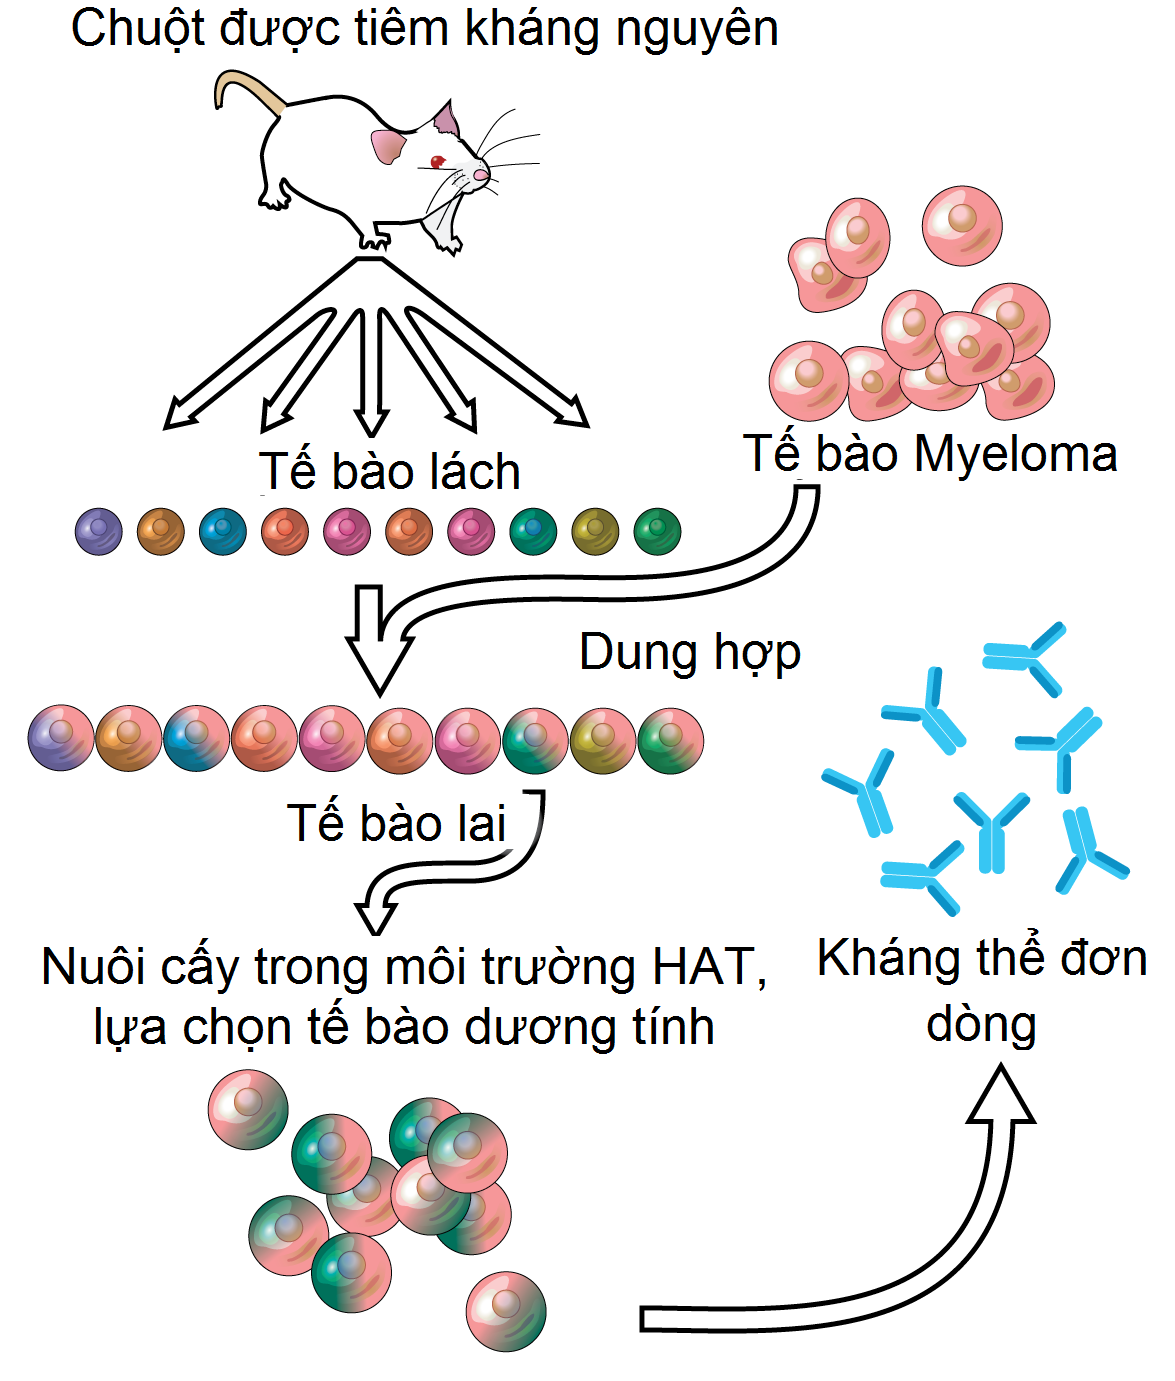 Chuột được tiêm kháng nguyên
Tế bào lách
Tế bào Myeloma
Dung hợp
Tế bào lai
Nuôi cấy trong môi trường HAT,
lựa chọn tế bào dương tính
Kháng thể đơn
dòng